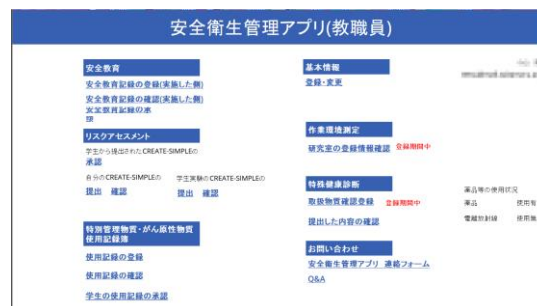 安全衛生管理アプリ(教職員)
安全教育
安全教育記録の登録(実施した側)
安全教育記録の確認(実施した側)
安全教育記録の承
認
リスクアセスメント
学生から提出されたCREATE-SIMPLEの
承認
自分のCREATE-SIMPLEの 学生実験のCREATE-SIMPLEの
提出 確認 提出 確認
特別管理物質・がん原性物質
使用記録簿
使用記録の登録
使用記録の確認
学生の使用記録の承認
基本情報
登録・変更
作業環境測定
研究室の登録情報確認 登録期間中
特殊健康診断
取扱物質確認登録 登録期間中
提出した内容の確認
お問い合わせ
安全衛生管理アプリ 連絡フォーム
Q&A
薬品等の使用状況
薬品 使用有
電離放射線 使用無